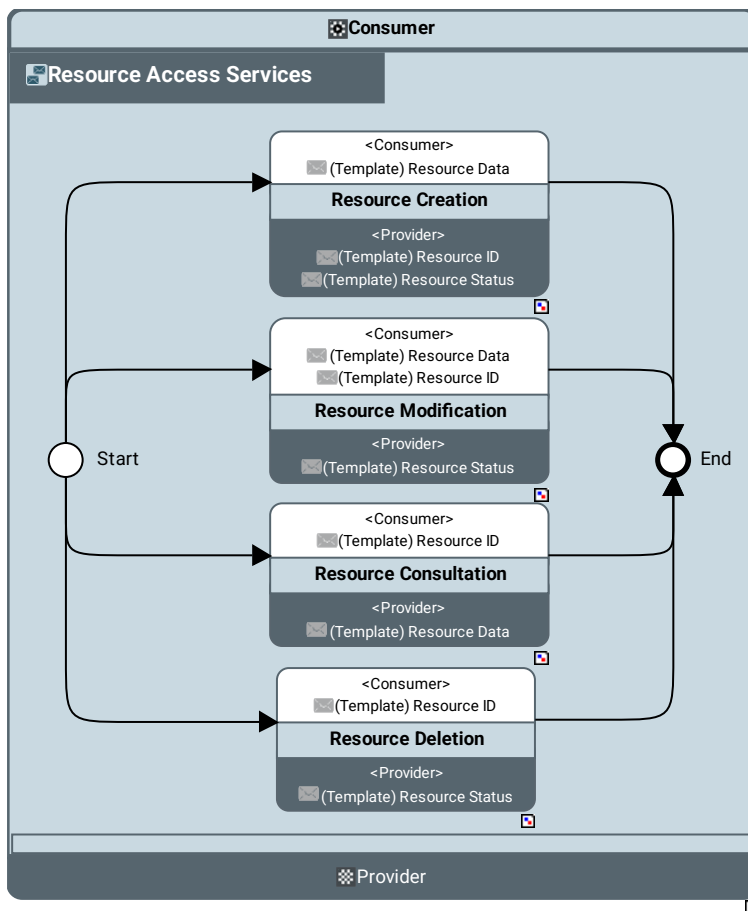 Consumer
Resource Access Services
<Consumer>
(Template) Resource Data
Resource Creation
<Provider>
(Template) Resource ID
(Template) Resource Status
<Consumer>
(Template) Resource Data
(Template) Resource ID
Resource Modification
<Provider>
(Template) Resource Status
Start
End
<Consumer>
(Template) Resource ID
Resource Consultation
<Provider>
(Template) Resource Data
<Consumer>
(Template) Resource ID
Resource Deletion
<Provider>
(Template) Resource Status
Provider